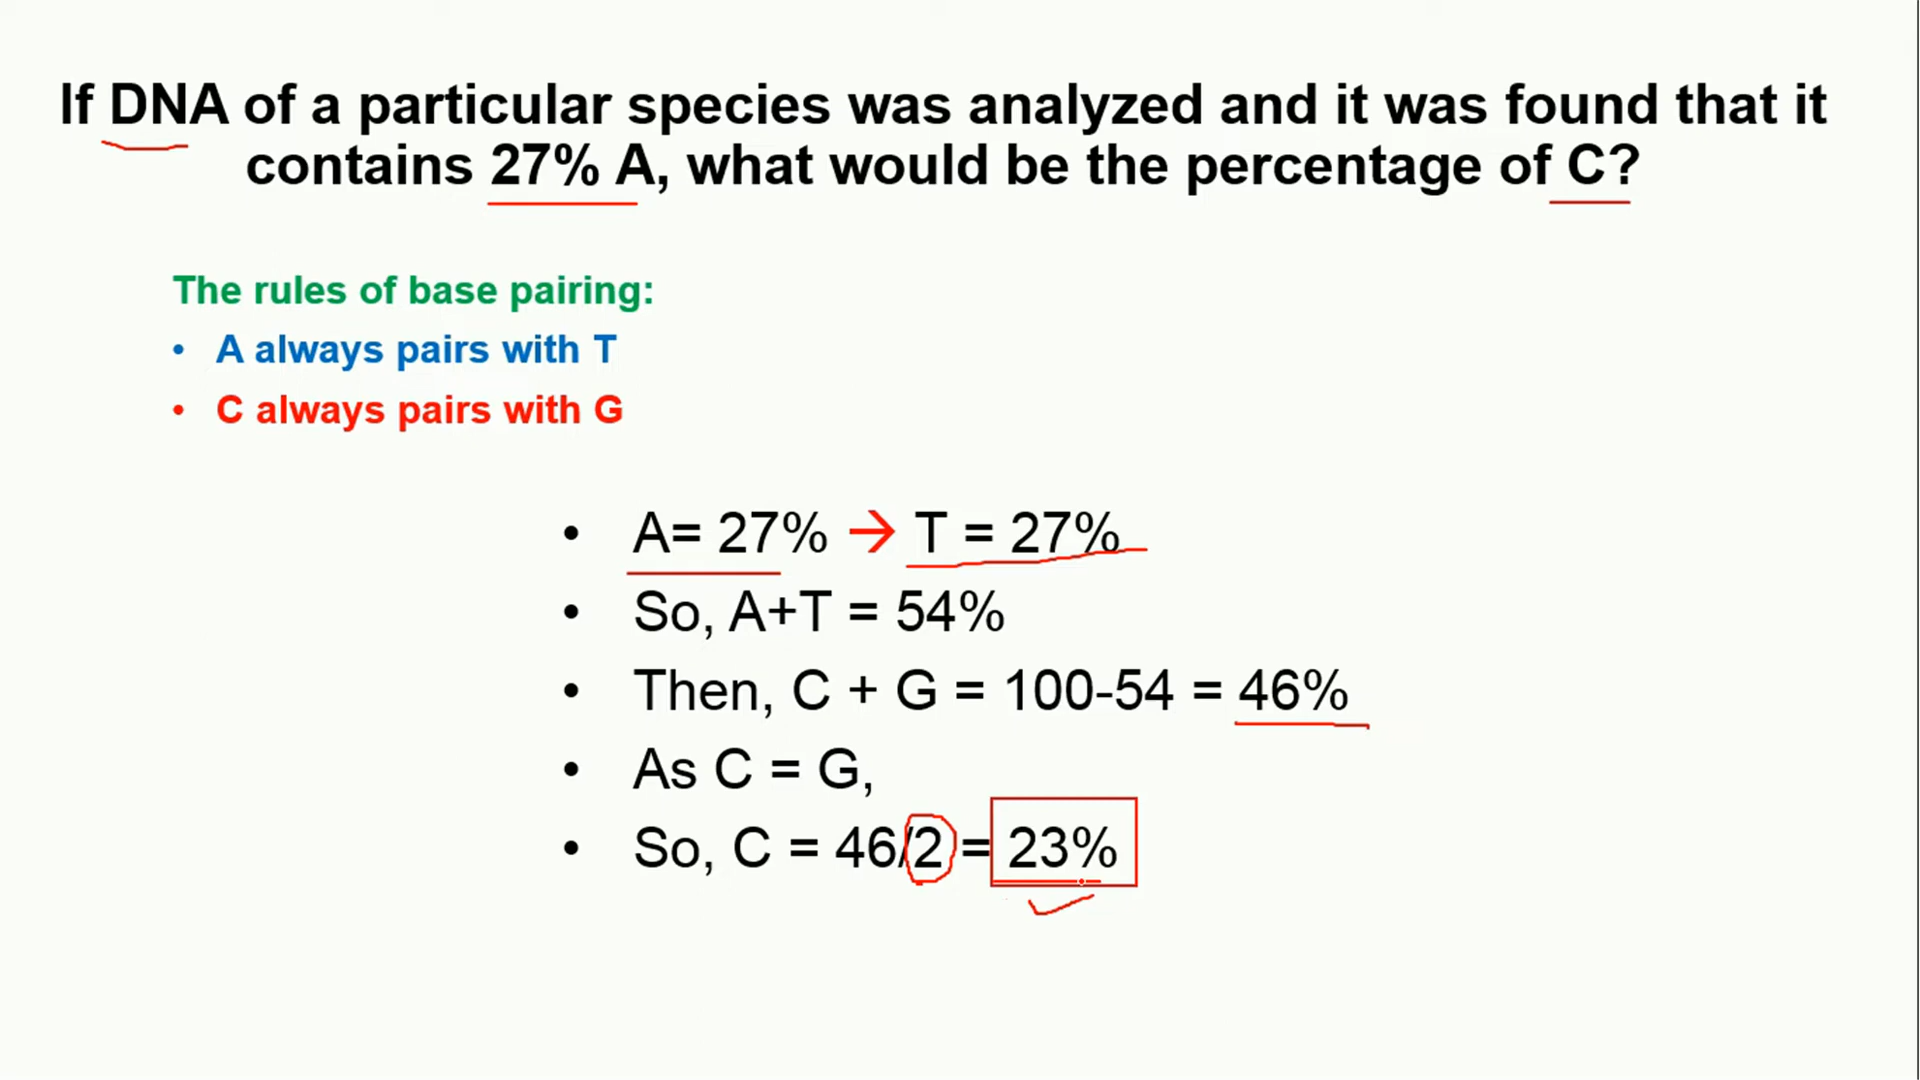 If DNA of a particular species was analyzed and it was found that it
contains 27% A, what would be the percentage of C?
The rules of base pairing:
• A always pairs with T
• C always pairs with G
• A= 27% → T = 27%
• So, A+T = 54%
• Then, C + G = 100-54 = 46%
• As C = G,
• So, C = 46/2 = 23%